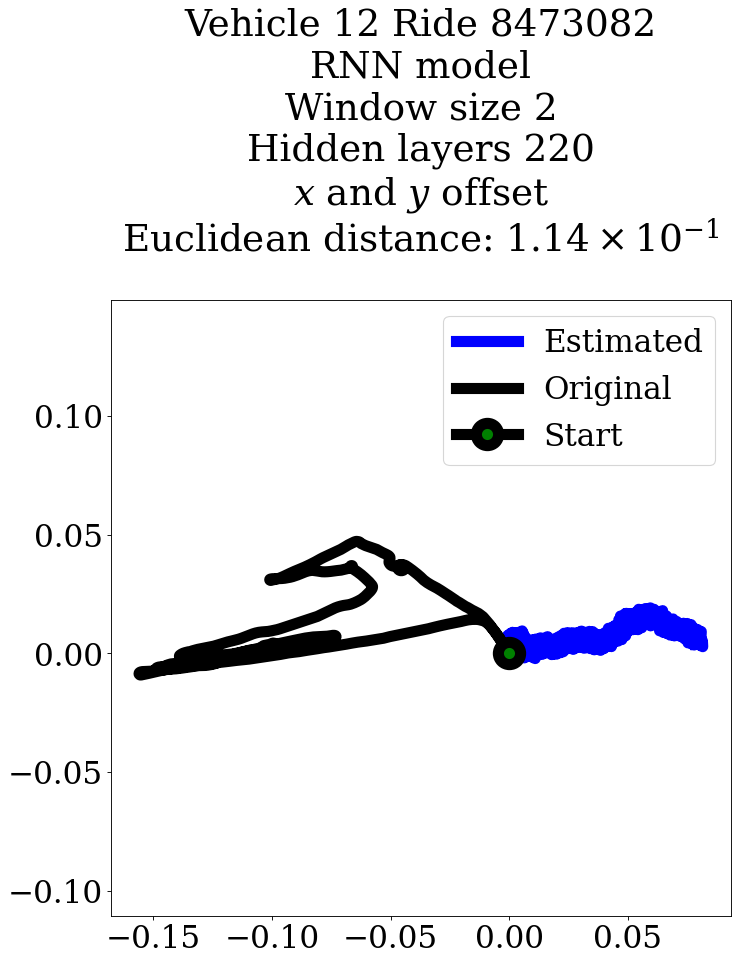 Vehicle 12 Ride 8473082
RNN model
Window size 2
Hidden layers 220
x and y offset
Euclidean distance: 1.14 × 10⁻¹
Estimated
Original
Start
0.10
0.05
0.00
−0.05
−0.10
−0.15 −0.10 −0.05 0.00 0.05